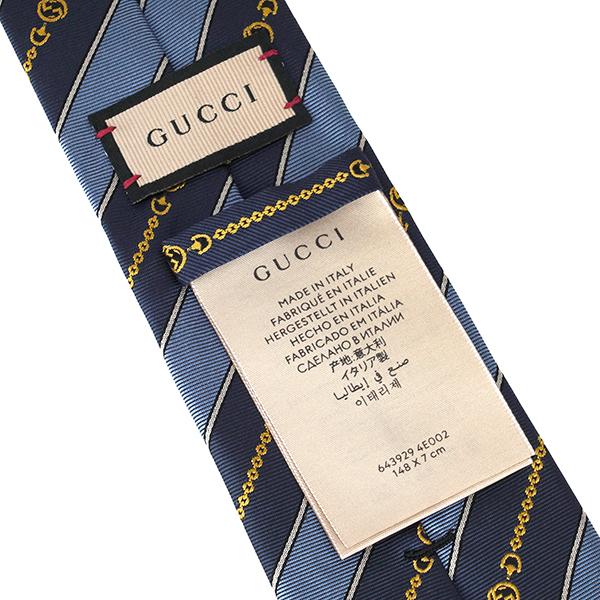 GUCCI
GUCCI
MADE IN ITALY
FABRIQUÉ EN ITALIE
HERGESTELLT IN ITALIEN
HECHO EN ITALIA
FABRICADO EM ITÁLIA
СДЕЛАНО В ИТАЛИИ
产地:意大利
イタリア製
صنع في إيطاليا
이태리제
643929 4E002
148 X 7 cm